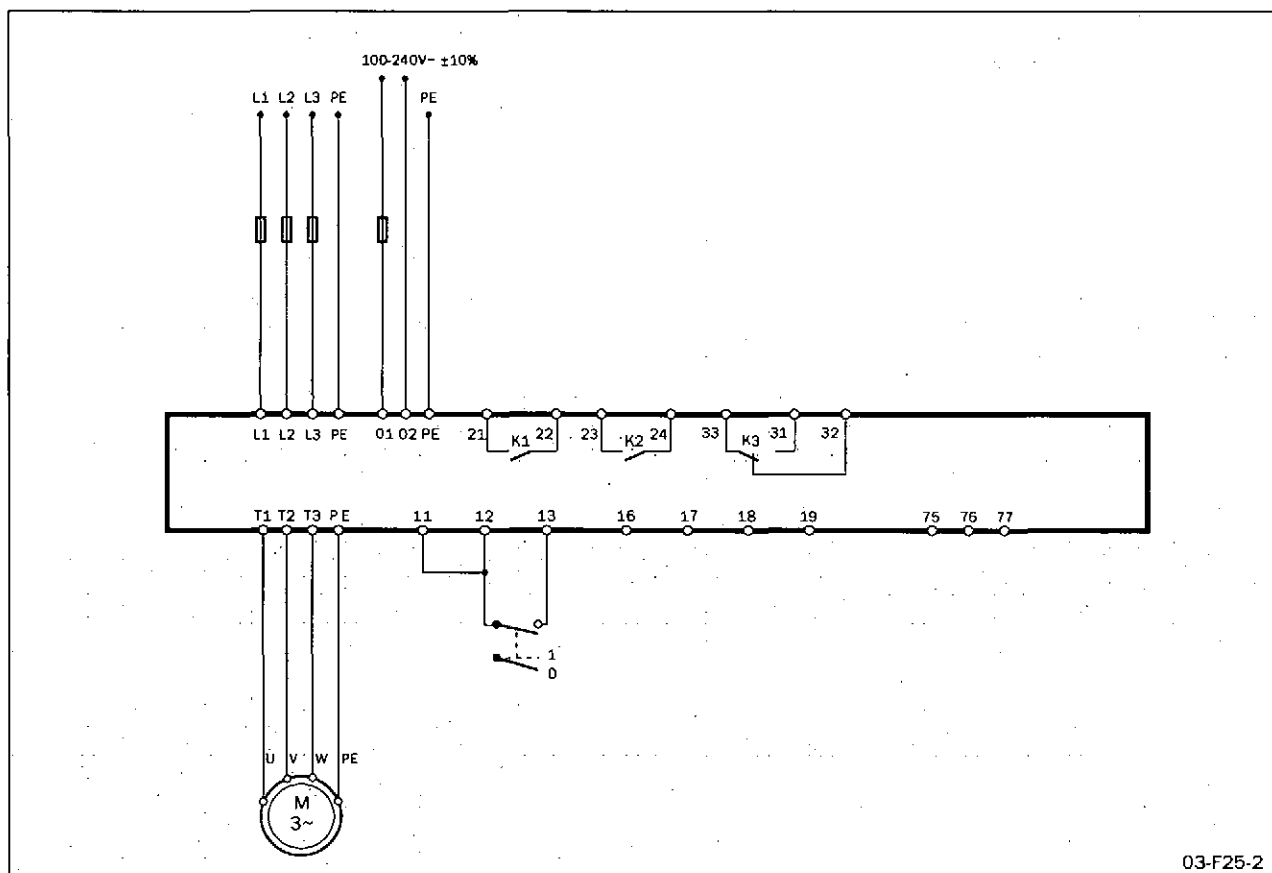 100-240V~ ±10%
L1 L2 L3 PE PE
L1 L2 L3 PE 01 02 PE 21 22 23 24 33 31 32
K1 K2 K3
T1 T2 T3 PE 11 12 13 16 17 18 19 75 76 77
1
0
U V W PE
M
3~
03-F25-2